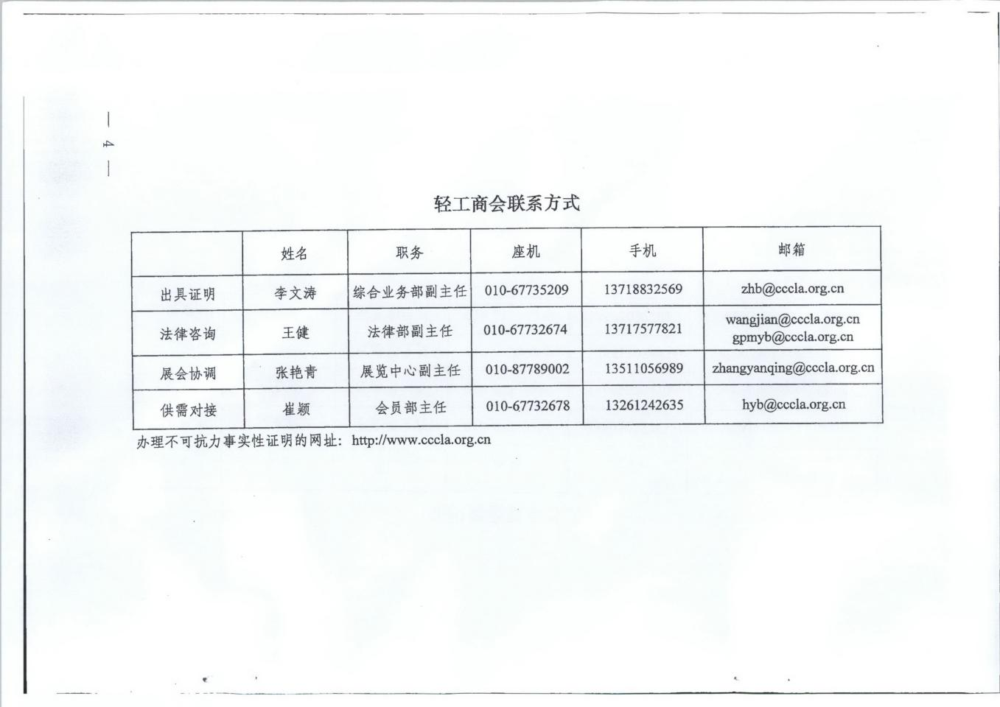 — 4 —
轻工商会联系方式
姓名 职务 座机 手机 邮箱
出具证明 李文涛 综合业务部副主任 010-67735209 13718832569 zhb@cccla.org.cn
法律咨询 王健 法律部副主任 010-67732674 13717577821 wangjian@cccla.org.cn
gpmyb@cccla.org.cn
展会协调 张艳青 展览中心副主任 010-87789002 13511056989 zhangyanqing@cccla.org.cn
供需对接 崔颖 会员部主任 010-67732678 13261242635 hyb@cccla.org.cn
办理不可抗力事实性证明的网址：http://www.cccla.org.cn